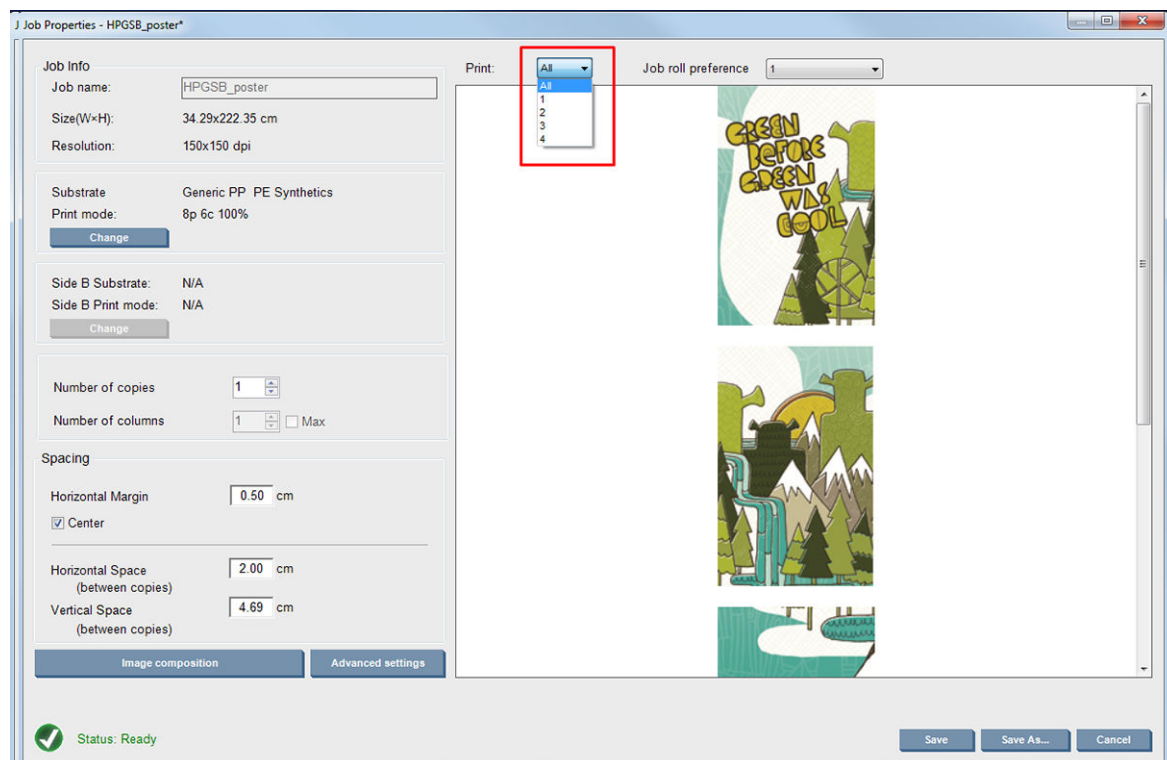 J Job Properties - HPGSB_poster*
Job Info
Job name: HPGSB_poster
Size(W×H): 34.29x222.35 cm
Resolution: 150x150 dpi
Substrate Generic PP PE Synthetics
Print mode: 8p 6c 100%
Change
Side B Substrate: N/A
Side B Print mode: N/A
Change
Number of copies 1
Number of columns 1 Max
Spacing
Horizontal Margin 0.50 cm
Center
Horizontal Space 2.00 cm
(between copies)
Vertical Space 4.69 cm
(between copies)
Image composition Advanced settings
Print: All Job roll preference 1
All
1
2
3
4
GREEN
BEFORE
GREEN
WAS
COOL
Status: Ready
Save Save As... Cancel